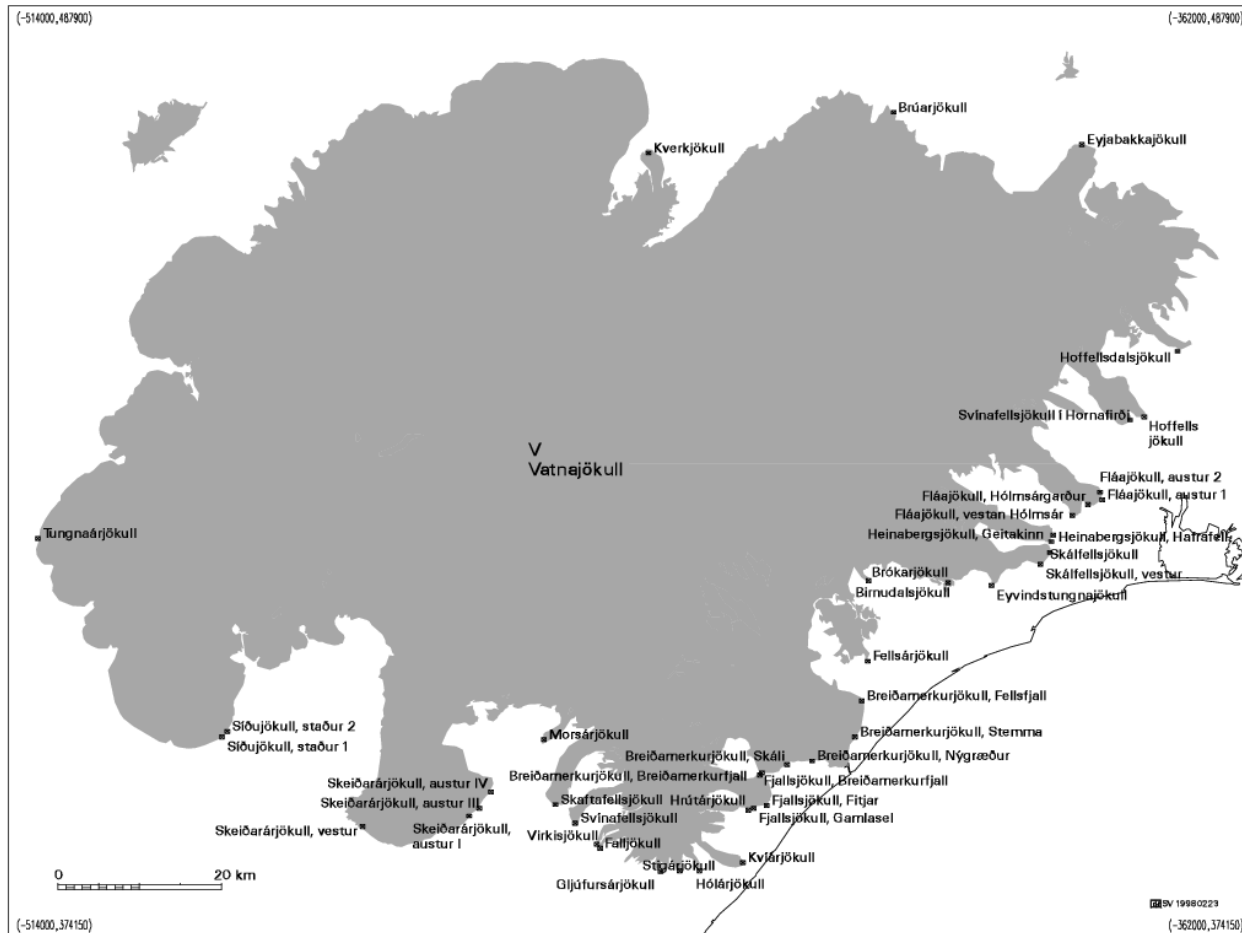 (-514000,487900)
(-362000,487900)
Brúarjökull
Eyjabakkajökull
Kverkjökull
Hoffellsdalsjökull
Svínafellsjökull í Hornafirði
Hoffells
jökull
V
Vatnajökull
Fláajökull, austur 2
Fláajökull, Hólmsárgarður
Fláajökull, austur 1
Fláajökull, vestan Hólmsár
Tungnaárjökull
Heinabergsjökull, Geitakinn
Heinabergsjökull, Hafrafell
Skálfellsjökull
Skálfellsjökull, vestur
Brókarjökull
Birnudalsjökull
Eyvindstungnajökull
Fellsárjökull
Breiðamerkurjökull, Fellsfjall
Síðujökull, staður 2
Síðujökull, staður 1
Morsárjökull
Breiðamerkurjökull, Stemma
Breiðamerkurjökull, Skáli
Breiðamerkurjökull, Nýgræður
Breiðamerkurjökull, Breiðamerkurfjall
Fjallsjökull, Breiðamerkurfjall
Skeiðarárjökull, austur IV
Skeiðarárjökull, austur III
Skaftafellsjökull
Hrútárjökull
Fjallsjökull, Fitjar
Fjallsjökull, Gamlasel
Skeiðarárjökull, vestur
Skeiðarárjökull,
austur I
Svínafellsjökull
Virkisjökull
Falljökull
Stigárjökull
Kvíárjökull
Gljúfursárjökull
Hólárjökull
0
20 km
SV 19980223
(-514000,374150)
(-362000,374150)